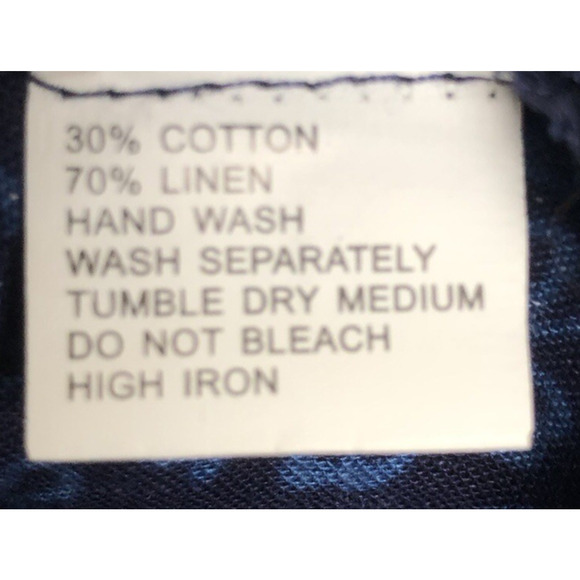 30% COTTON
70% LINEN
HAND WASH
WASH SEPARATELY
TUMBLE DRY MEDIUM
DO NOT BLEACH
HIGH IRON